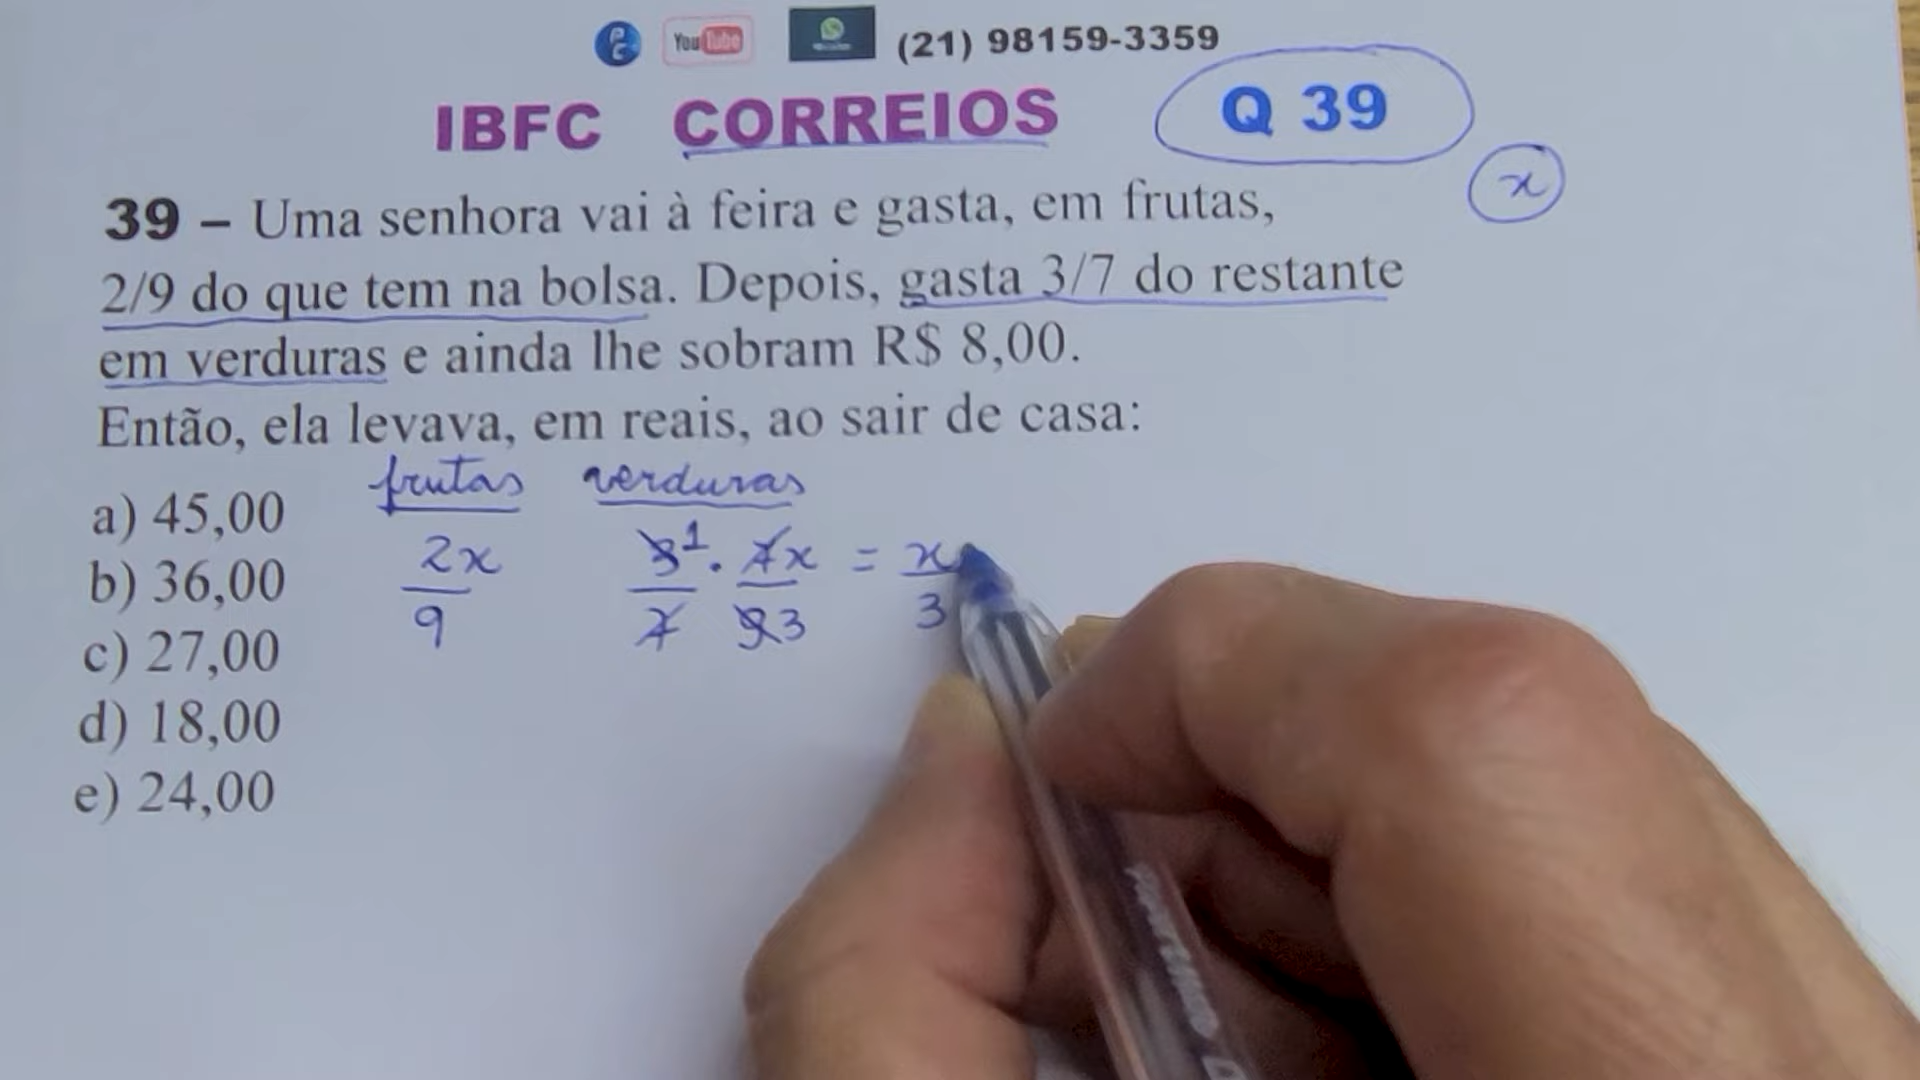 You Tube (21) 98159-3359
IBFC CORREIOS Q 39
x
39 – Uma senhora vai à feira e gasta, em frutas,
2/9 do que tem na bolsa. Depois, gasta 3/7 do restante
em verduras e ainda lhe sobram R$ 8,00.
Então, ela levava, em reais, ao sair de casa:
frutas verduras
a) 45,00
2x/9 3 1/7 . 7x/9 3 = x/3
b) 36,00
c) 27,00
d) 18,00
e) 24,00